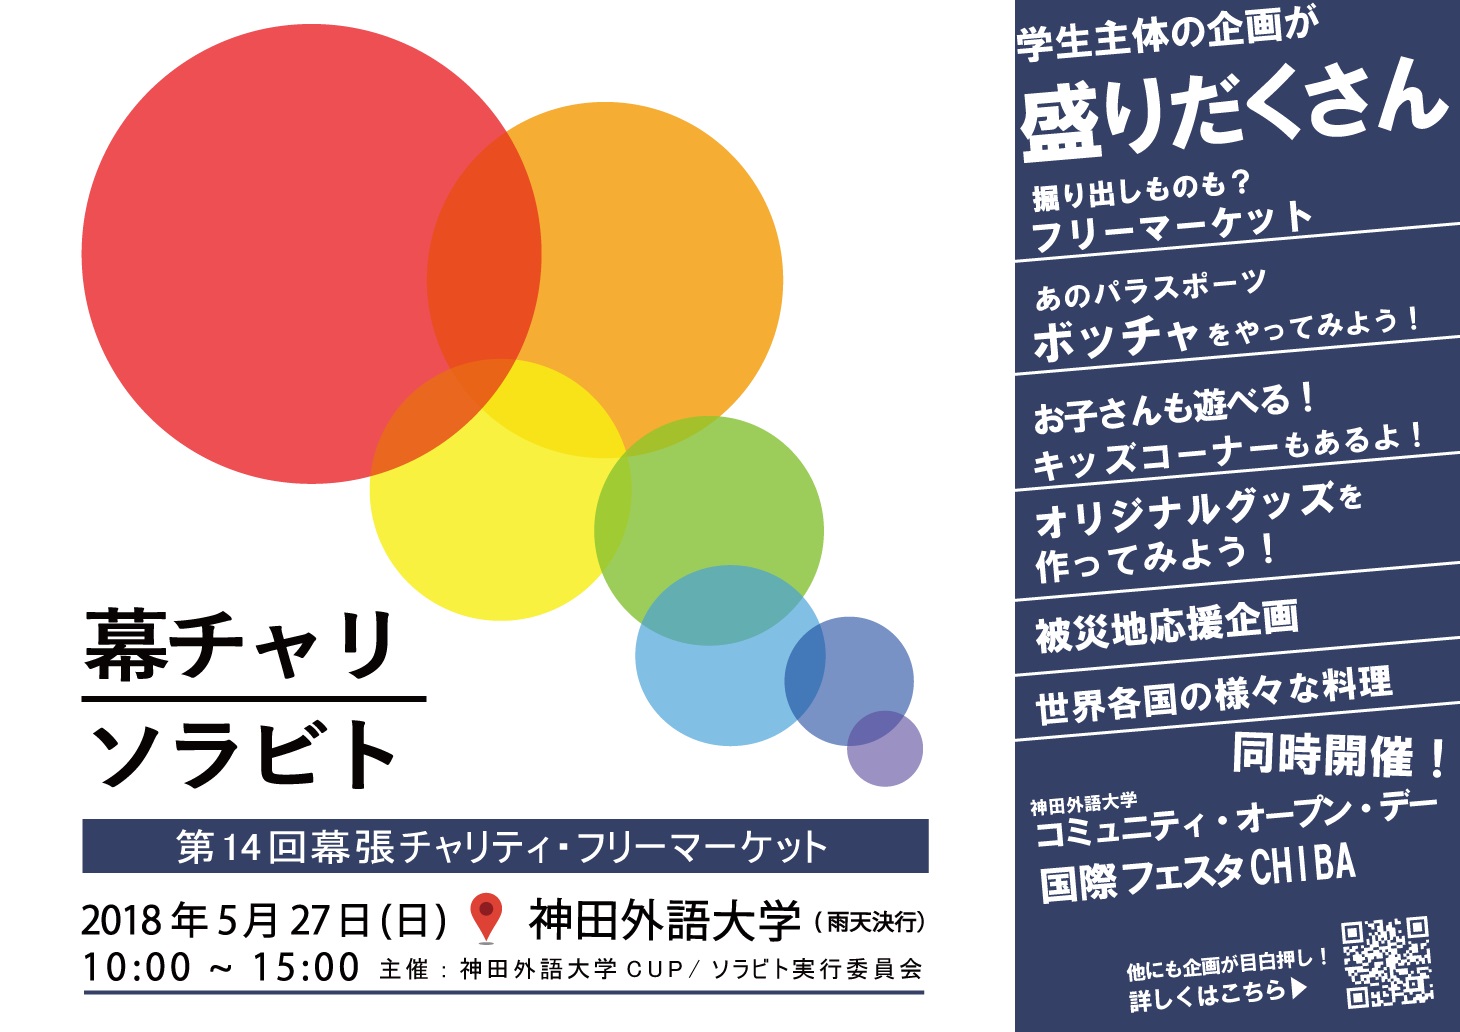 幕チャリ
ソラビト
第14回幕張チャリティ・フリーマーケット
2018年5月27日(日) 神田外語大学(雨天決行)
10:00 ~ 15:00 主催:神田外語大学CUP/ソラビト実行委員会
学生主体の企画が
盛りだくさん
掘り出しものも?
フリーマーケット
あのパラスポーツ
ボッチャをやってみよう!
お子さんも遊べる!
キッズコーナーもあるよ!
オリジナルグッズを
作ってみよう!
被災地応援企画
世界各国の様々な料理
同時開催!
神田外語大学
コミュニティ・オープン・デー
国際フェスタCHIBA
他にも企画が目白押し!
詳しくはこちら▶